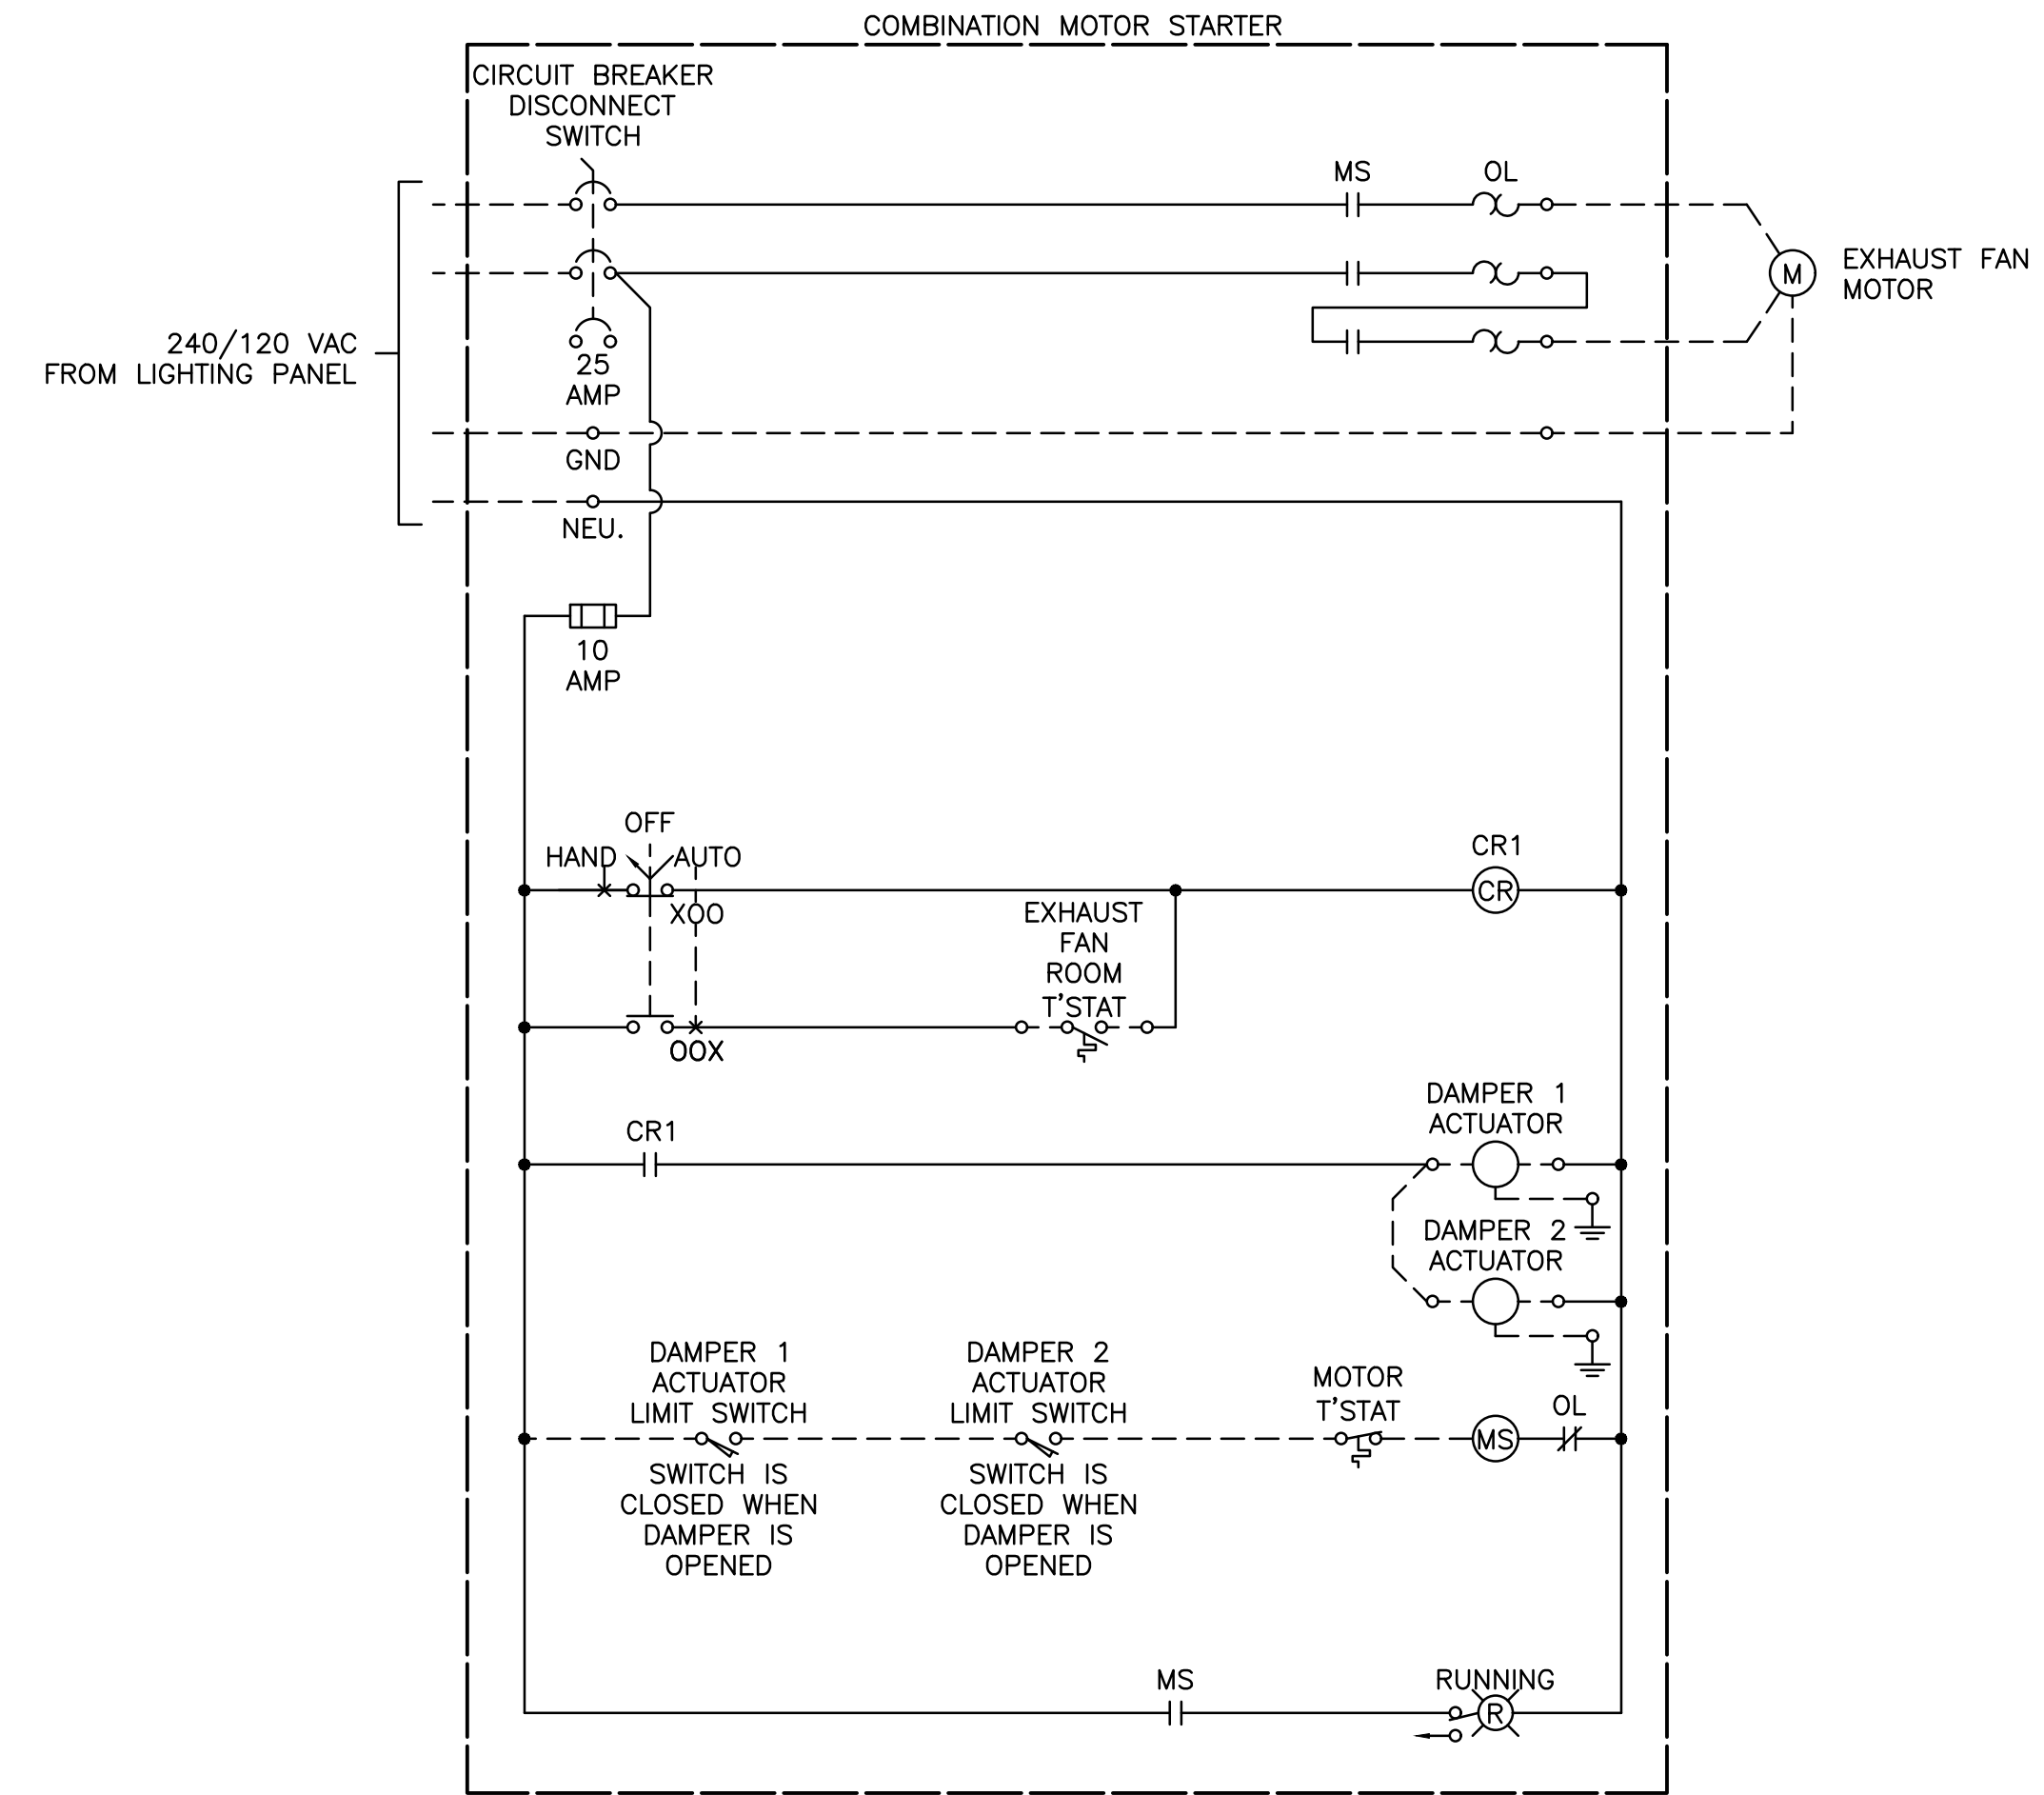 COMBINATION MOTOR STARTER
CIRCUIT BREAKER
DISCONNECT
SWITCH
MS
OL
M
EXHAUST FAN
MOTOR
240/120 VAC
FROM LIGHTING PANEL
25
AMP
GND
NEU.
10
AMP
OFF
HAND
AUTO
XOO
CR1
CR
EXHAUST
FAN
ROOM
T'STAT
OOX
DAMPER 1
ACTUATOR
CR1
DAMPER 2
ACTUATOR
DAMPER 1
ACTUATOR
LIMIT SWITCH
SWITCH IS
CLOSED WHEN
DAMPER IS
OPENED
DAMPER 2
ACTUATOR
LIMIT SWITCH
SWITCH IS
CLOSED WHEN
DAMPER IS
OPENED
MOTOR
T'STAT
MS
OL
MS
RUNNING
R